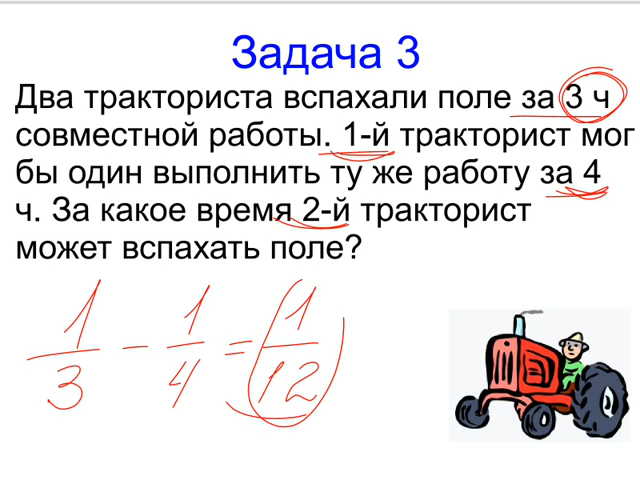 Задача 3
Два тракториста вспахали поле за 3 ч
совместной работы. 1-й тракторист мог
бы один выполнить ту же работу за 4
ч. За какое время 2-й тракторист
может вспахать поле?
1/3 - 1/4 = 1/12